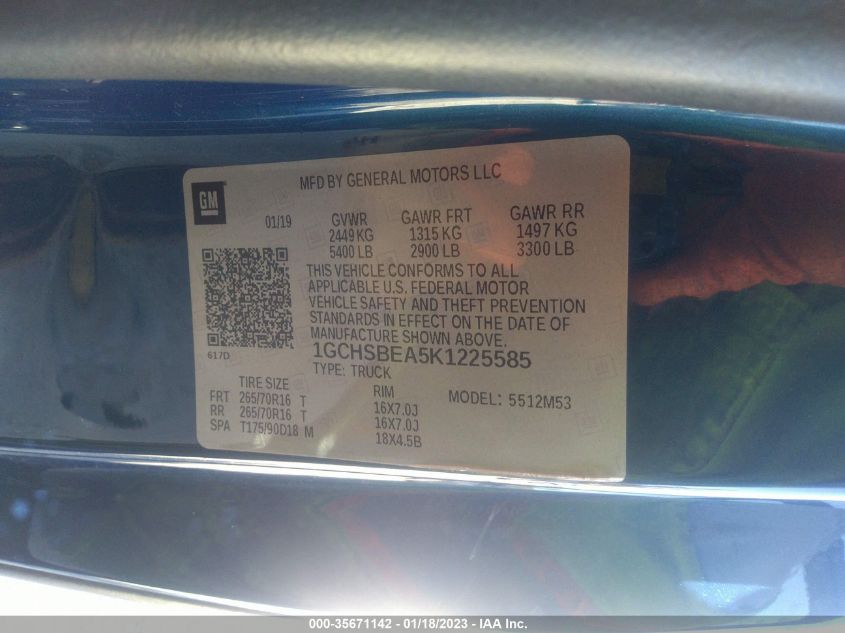 GM
MFD BY GENERAL MOTORS LLC
01/19 GVWR GAWR FRT GAWR RR
2449 KG 1315 KG 1497 KG
5400 LB 2900 LB 3300 LB
THIS VEHICLE CONFORMS TO ALL
APPLICABLE U.S. FEDERAL MOTOR
VEHICLE SAFETY AND THEFT PREVENTION
STANDARDS IN EFFECT ON THE DATE OF
MANUFACTURE SHOWN ABOVE.
617D
1GCHSBEA5K1225585
TYPE: TRUCK
TIRE SIZE RIM MODEL: 5512M53
FRT 265/70R16 T 16X7.0J
RR 265/70R16 T 16X7.0J
SPA T175/90D18 M 18X4.5B
000-35671142 - 01/18/2023 - IAA Inc.